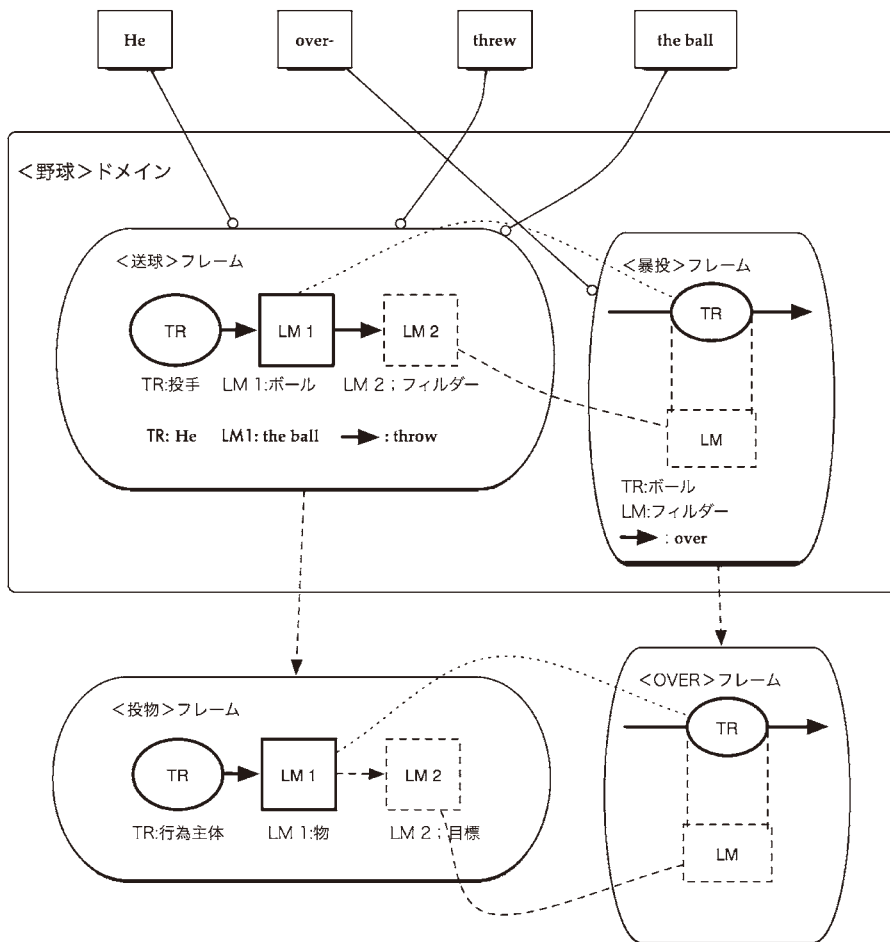 He over- threw the ball
＜野球＞ドメイン
＜送球＞フレーム
TR LM 1 LM 2
TR:投手 LM 1:ボール LM 2；フィルダー
TR: He LM1: the ball : throw
＜暴投＞フレーム
TR
LM
TR:ボール
LM:フィルダー
: over
＜投物＞フレーム
TR LM 1 LM 2
TR:行為主体 LM 1:物 LM 2；目標
＜OVER＞フレーム
TR
LM